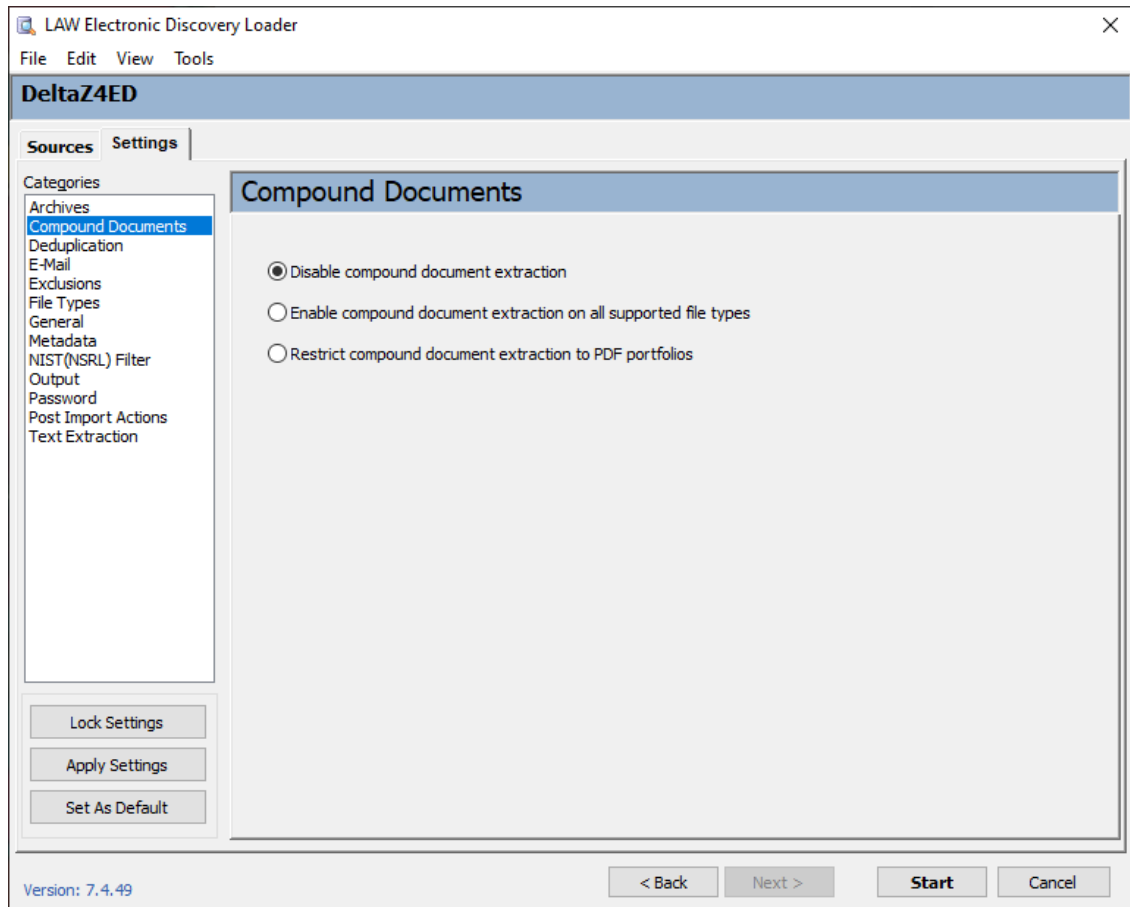 LAW Electronic Discovery Loader
File Edit View Tools
DeltaZ4ED
Sources Settings
Categories
Archives
Compound Documents
Deduplication
E-Mail
Exclusions
File Types
General
Metadata
NIST(NSRL) Filter
Output
Password
Post Import Actions
Text Extraction
Lock Settings
Apply Settings
Set As Default
Compound Documents
Disable compound document extraction
Enable compound document extraction on all supported file types
Restrict compound document extraction to PDF portfolios
Version: 7.4.49
< Back Next > Start Cancel